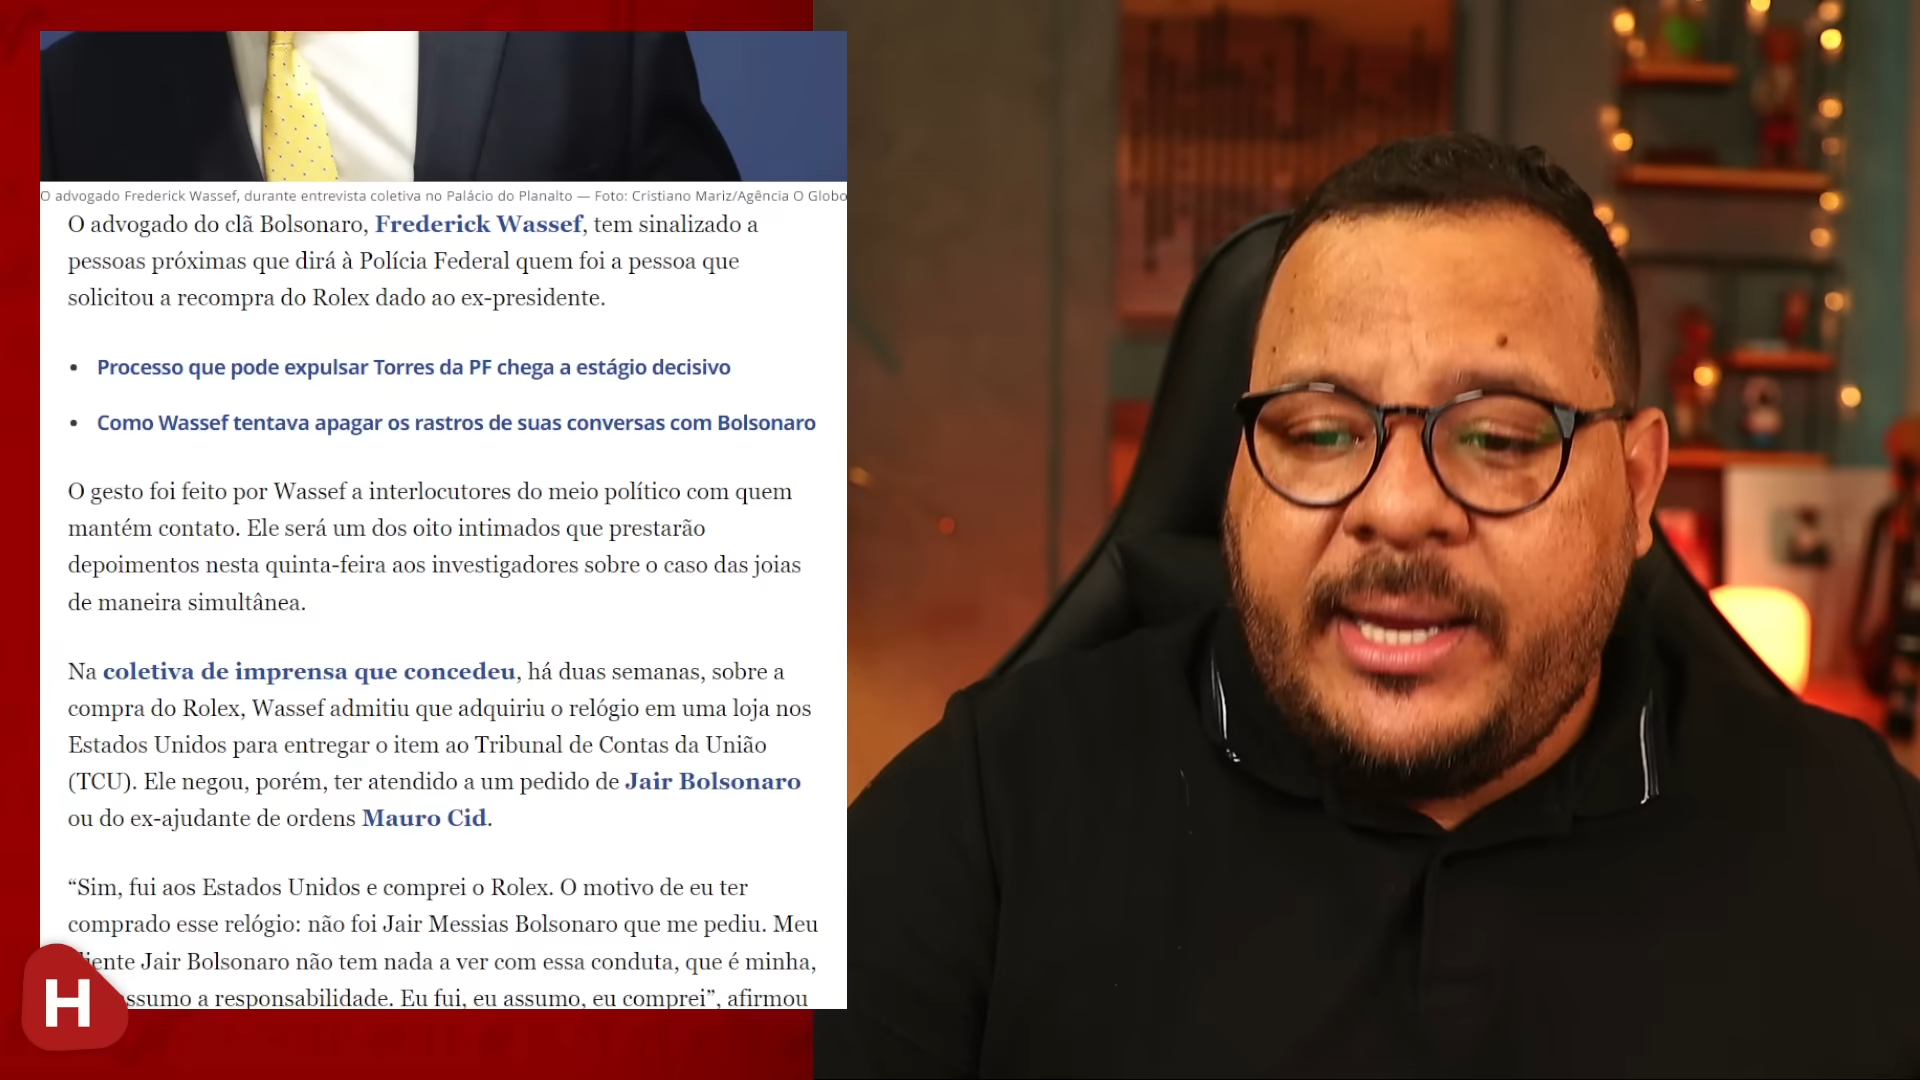 O advogado Frederick Wassef, durante entrevista coletiva no Palácio do Planalto — Foto: Cristiano Mariz/Agência O Globo
O advogado do clã Bolsonaro, Frederick Wassef, tem sinalizado a
pessoas próximas que dirá à Polícia Federal quem foi a pessoa que
solicitou a recompra do Rolex dado ao ex-presidente.
• Processo que pode expulsar Torres da PF chega a estágio decisivo
• Como Wassef tentava apagar os rastros de suas conversas com Bolsonaro
O gesto foi feito por Wassef a interlocutores do meio político com quem
mantém contato. Ele será um dos oito intimados que prestarão
depoimentos nesta quinta-feira aos investigadores sobre o caso das joias
de maneira simultânea.
Na coletiva de imprensa que concedeu, há duas semanas, sobre a
compra do Rolex, Wassef admitiu que adquiriu o relógio em uma loja nos
Estados Unidos para entregar o item ao Tribunal de Contas da União
(TCU). Ele negou, porém, ter atendido a um pedido de Jair Bolsonaro
ou do ex-ajudante de ordens Mauro Cid.
“Sim, fui aos Estados Unidos e comprei o Rolex. O motivo de eu ter
comprado esse relógio: não foi Jair Messias Bolsonaro que me pediu. Meu
Jair Bolsonaro não tem nada a ver com essa conduta, que é minha,
a responsabilidade. Eu fui, eu assumo, eu comprei”, afirmou
H